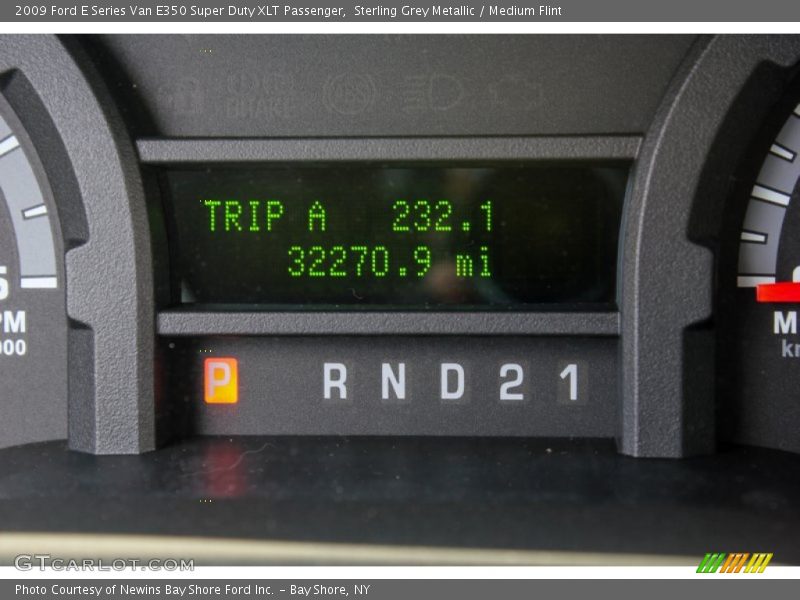 2009 Ford E Series Van E350 Super Duty XLT Passenger,  Sterling Grey Metallic / Medium Flint
BRAKE
TRIP A 232.1
32270.9 mi
P R N D 2 1
GTCARLOT.COM
Photo Courtesy of Newins Bay Shore Ford Inc. - Bay Shore, NY